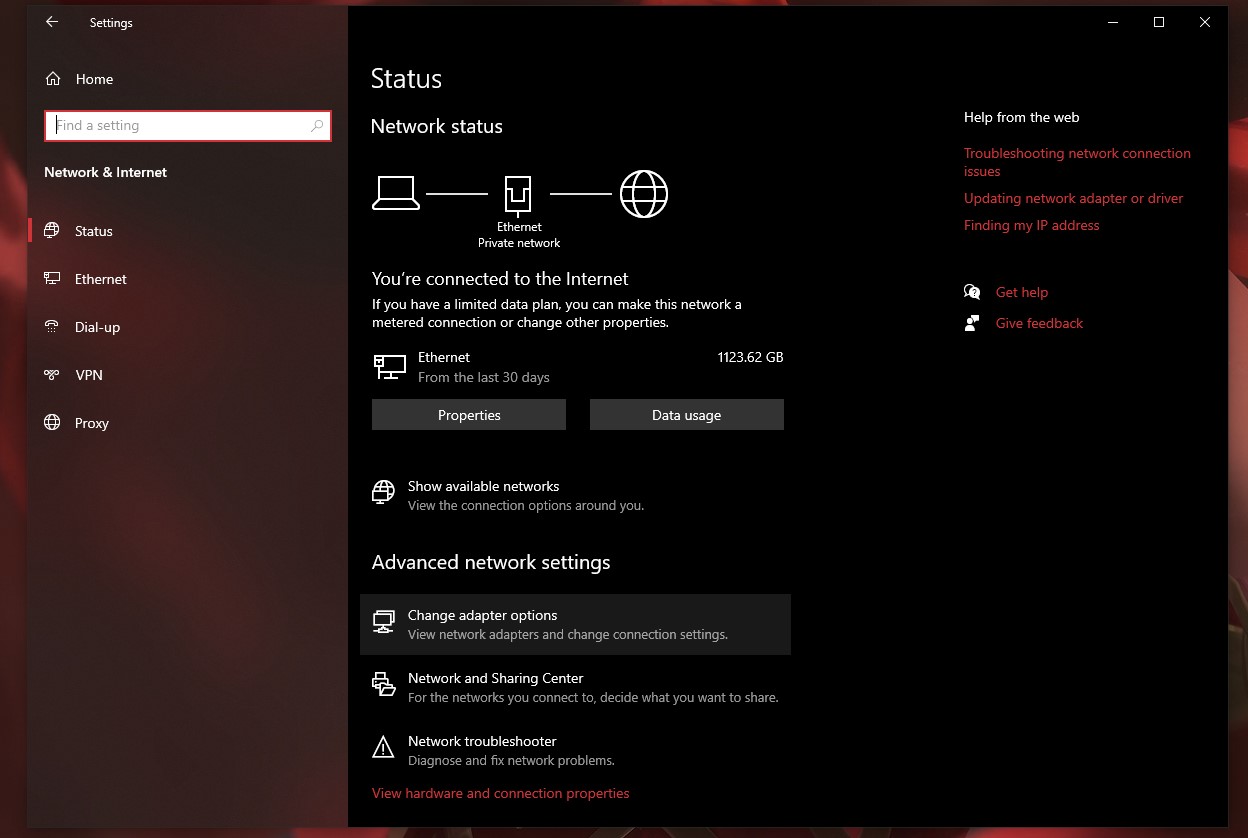 Settings
Home
Find a setting
Network & Internet
Status
Ethernet
Dial-up
VPN
Proxy
Status
Network status
Ethernet
Private network
You're connected to the Internet
If you have a limited data plan, you can make this network a
metered connection or change other properties.
Ethernet
1123.62 GB
From the last 30 days
Properties
Data usage
Show available networks
View the connection options around you.
Advanced network settings
Change adapter options
View network adapters and change connection settings.
Network and Sharing Center
For the networks you connect to, decide what you want to share.
Network troubleshooter
Diagnose and fix network problems.
View hardware and connection properties
Help from the web
Troubleshooting network connection
issues
Updating network adapter or driver
Finding my IP address
Get help
Give feedback